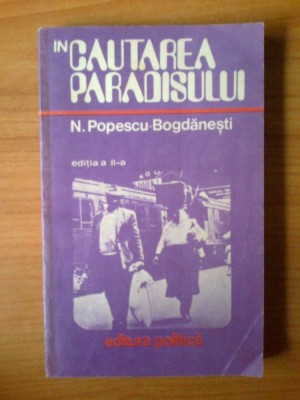 IN
CAUTAREA
PARADISULUI
N. Popescu-Bogdănești
ediția a II-a
editura politică